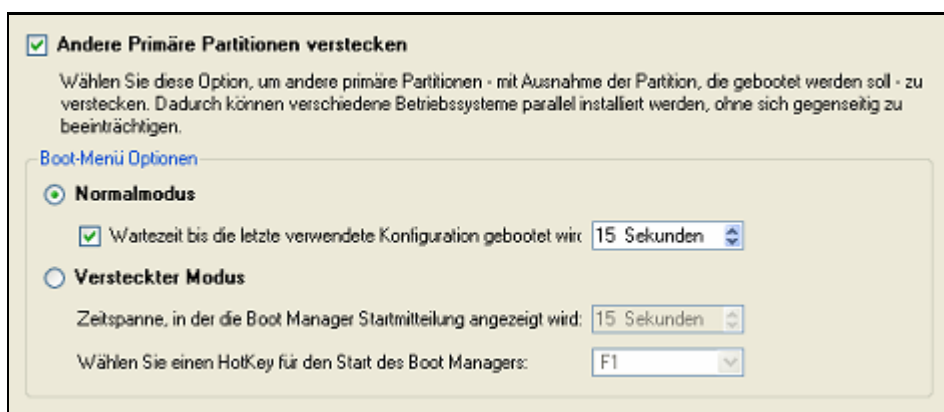 Andere Primäre Partitionen verstecken
Wählen Sie diese Option, um andere primäre Partitionen - mit Ausnahme der Partition, die gebootet werden soll - zu
verstecken. Dadurch können verschiedene Betriebssysteme parallel installiert werden, ohne sich gegenseitig zu
beeinträchtigen.
Boot-Menü Optionen
Normalmodus
Wartezeit bis die letzte verwendete Konfiguration gebootet wird 15 Sekunden
Versteckter Modus
Zeitspanne, in der die Boot Manager Startmitteilung angezeigt wird: 15 Sekunden
Wählen Sie einen HotKey für den Start des Boot Managers: F1